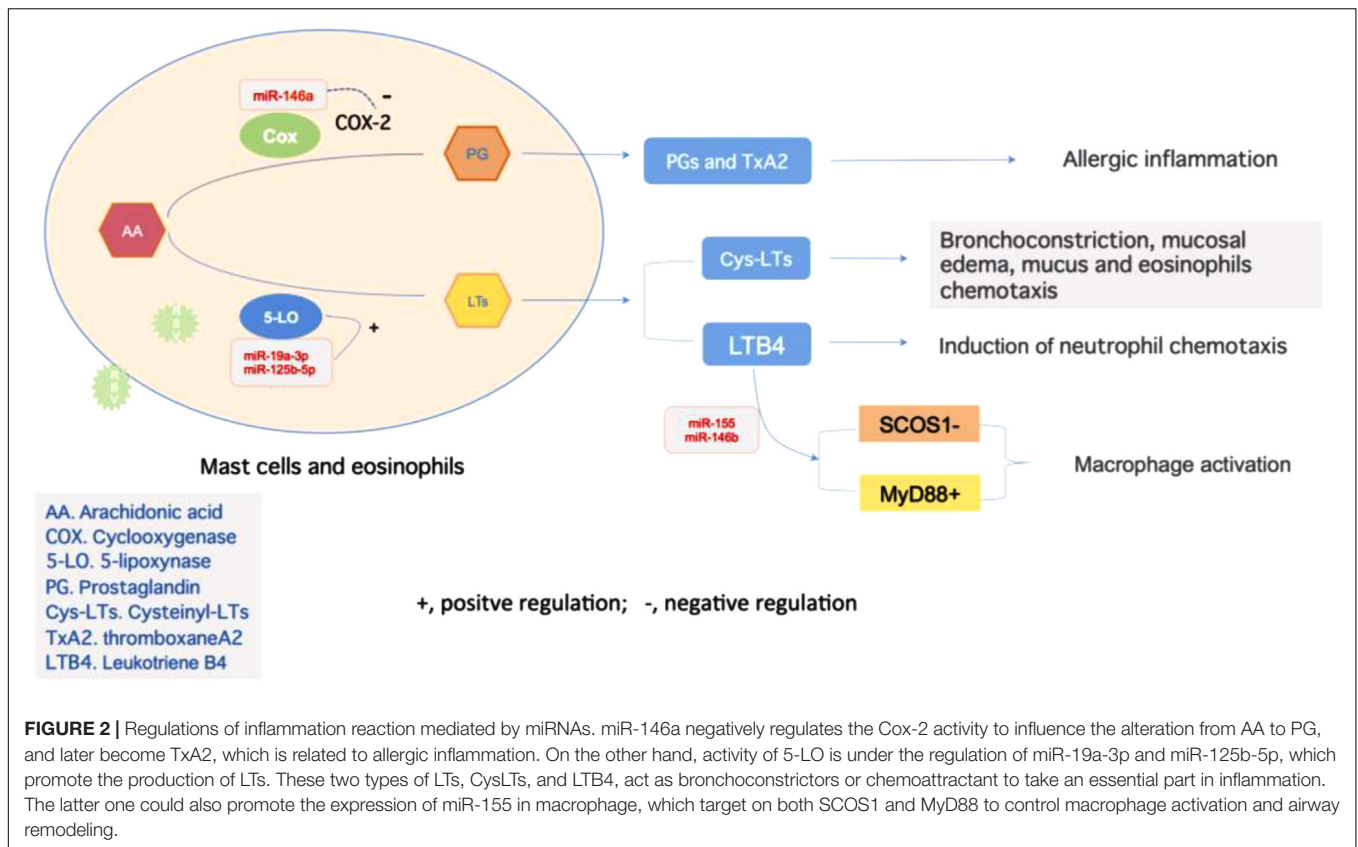 miR-146a
-
COX-2
Cox
PG
PGs and TxA2
Allergic inflammation
AA
Bronchoconstriction, mucosal
edema, mucus and eosinophils
chemotaxis
Cys-LTs
LTs
RSV
5-LO
+
miR-19a-3p
miR-125b-5p
LTB4
Induction of neutrophil chemotaxis
RSV
miR-155
miR-146b
SCOS1-
Macrophage activation
MyD88+
Mast cells and eosinophils
AA. Arachidonic acid
COX. Cyclooxygenase
5-LO. 5-lipoxynase
PG. Prostaglandin
Cys-LTs. Cysteinyl-LTs
TxA2. thromboxaneA2
LTB4. Leukotriene B4
+, positve regulation; -, negative regulation
FIGURE 2 | Regulations of inflammation reaction mediated by miRNAs. miR-146a negatively regulates the Cox-2 activity to influence the alteration from AA to PG,
and later become TxA2, which is related to allergic inflammation. On the other hand, activity of 5-LO is under the regulation of miR-19a-3p and miR-125b-5p, which
promote the production of LTs. These two types of LTs, CysLTs, and LTB4, act as bronchoconstrictors or chemoattractant to take an essential part in inflammation.
The latter one could also promote the expression of miR-155 in macrophage, which target on both SCOS1 and MyD88 to control macrophage activation and airway
remodeling.